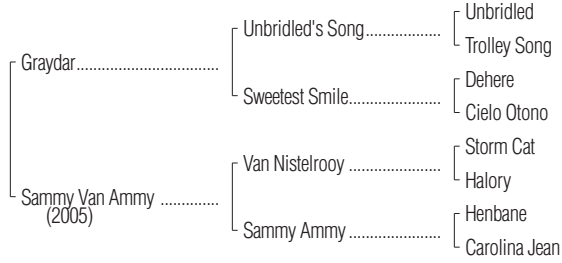 Unbridled
Unbridled's Song....................
Trolley Song
Graydar......................................
Dehere
Sweetest Smile.........................
Cielo Otono
Storm Cat
Van Nistelrooy .........................
Halory
Sammy Van Ammy ...............
(2005)
Henbane
Sammy Ammy..........................
Carolina Jean